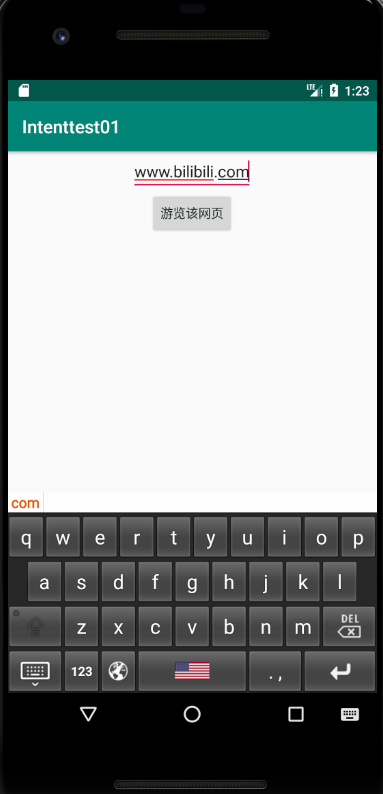 LTE 1:23
Intenttest01
www.bilibili.com
游览该网页
com
q w e r t y u i o p
a s d f g h j k l
z x c v b n m DEL
123 . ,